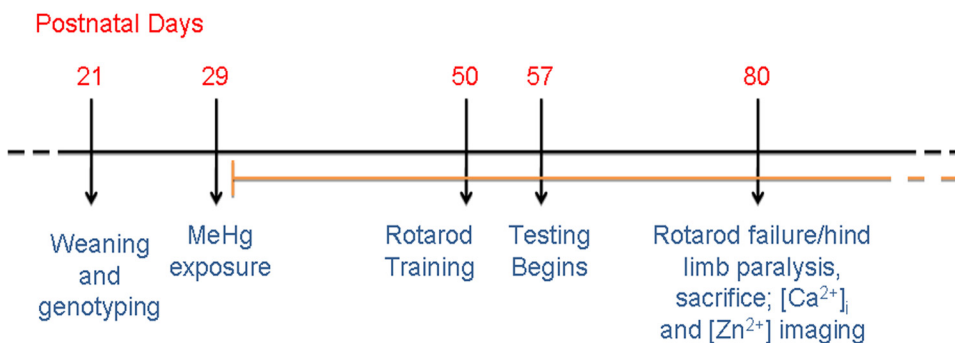 Postnatal Days
21 29 50 57 80
Weaning
and
genotyping
MeHg
exposure
Rotarod
Training
Testing
Begins
Rotarod failure/hind
limb paralysis,
sacrifice; [Ca²⁺]ᵢ
and [Zn²⁺] imaging